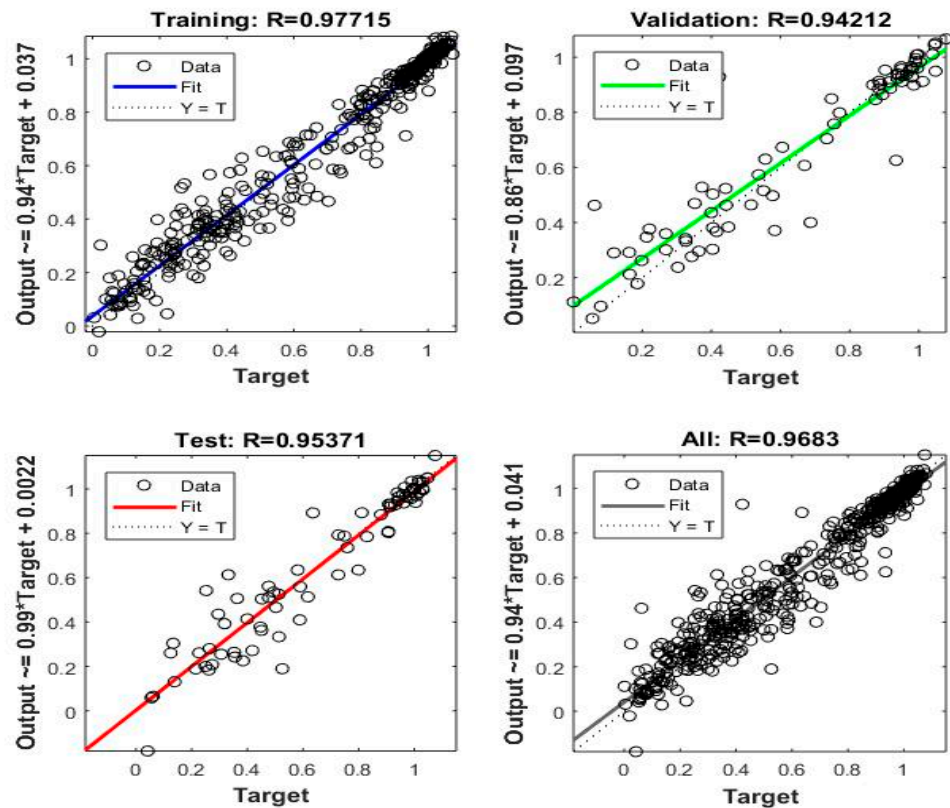 Training: R=0.97715
Output ~= 0.94*Target + 0.037
Data
Fit
Y = T
1
0.8
0.6
0.4
0.2
0
0 0.2 0.4 0.6 0.8 1
Target
Validation: R=0.94212
Output ~= 0.86*Target + 0.097
Data
Fit
Y = T
1
0.8
0.6
0.4
0.2
0.2 0.4 0.6 0.8 1
Target
Test: R=0.95371
Output ~= 0.99*Target + 0.0022
Data
Fit
Y = T
1
0.8
0.6
0.4
0.2
0
0 0.2 0.4 0.6 0.8 1
Target
All: R=0.9683
Output ~= 0.94*Target + 0.041
Data
Fit
Y = T
1
0.8
0.6
0.4
0.2
0
0 0.2 0.4 0.6 0.8 1
Target